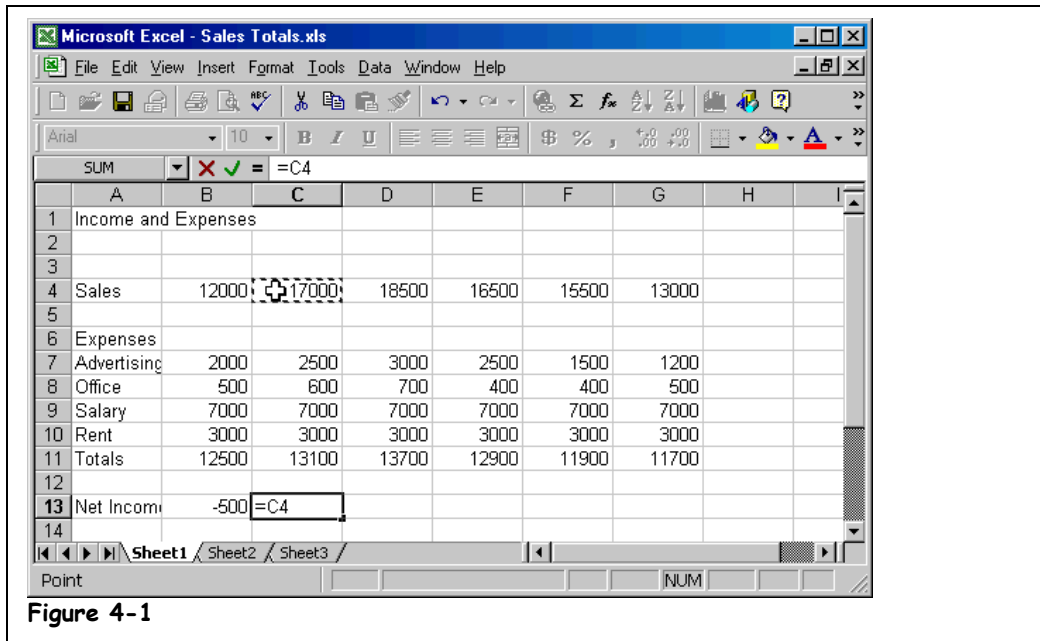 Microsoft Excel - Sales Totals.xls
File Edit View Insert Format Tools Data Window Help
ABC Σ fx A Z Z A ?
Arial 10 B I U $ % , .00 .00 A
SUM = =C4
A B C D E F G H I
1 Income and Expenses
2
3
4 Sales 12000 17000 18500 16500 15500 13000
5
6 Expenses
7 Advertising 2000 2500 3000 2500 1500 1200
8 Office 500 600 700 400 400 500
9 Salary 7000 7000 7000 7000 7000 7000
10 Rent 3000 3000 3000 3000 3000 3000
11 Totals 12500 13100 13700 12900 11900 11700
12
13 Net Incom -500 =C4
14
Sheet1 Sheet2 Sheet3
Point NUM
Figure 4-1